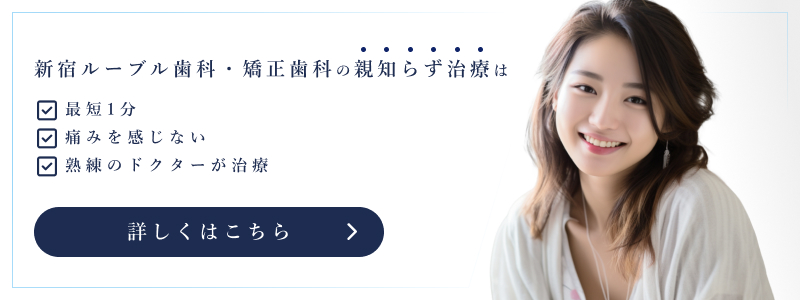 新宿ルーブル歯科・矯正歯科の親知らず治療は
最短1分
痛みを感じない
熟練のドクターが治療
詳しくはこちら